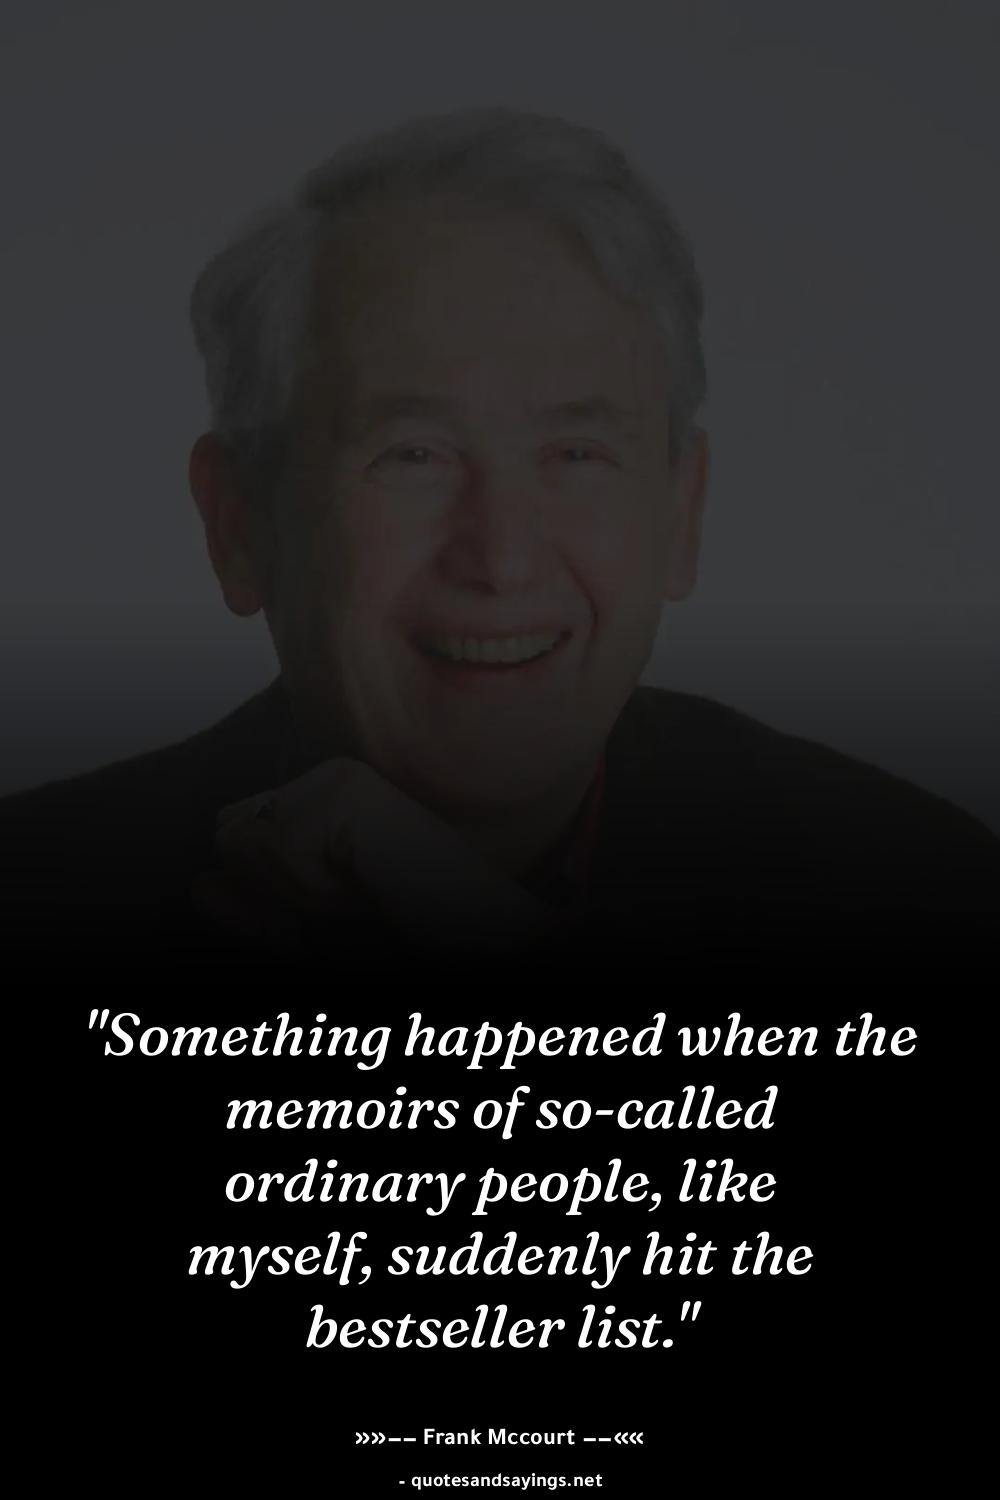 "Something happened when the
memoirs of so-called
ordinary people, like
myself, suddenly hit the
bestseller list."
»»–– Frank Mccourt ––««
- quotesandsayings.net